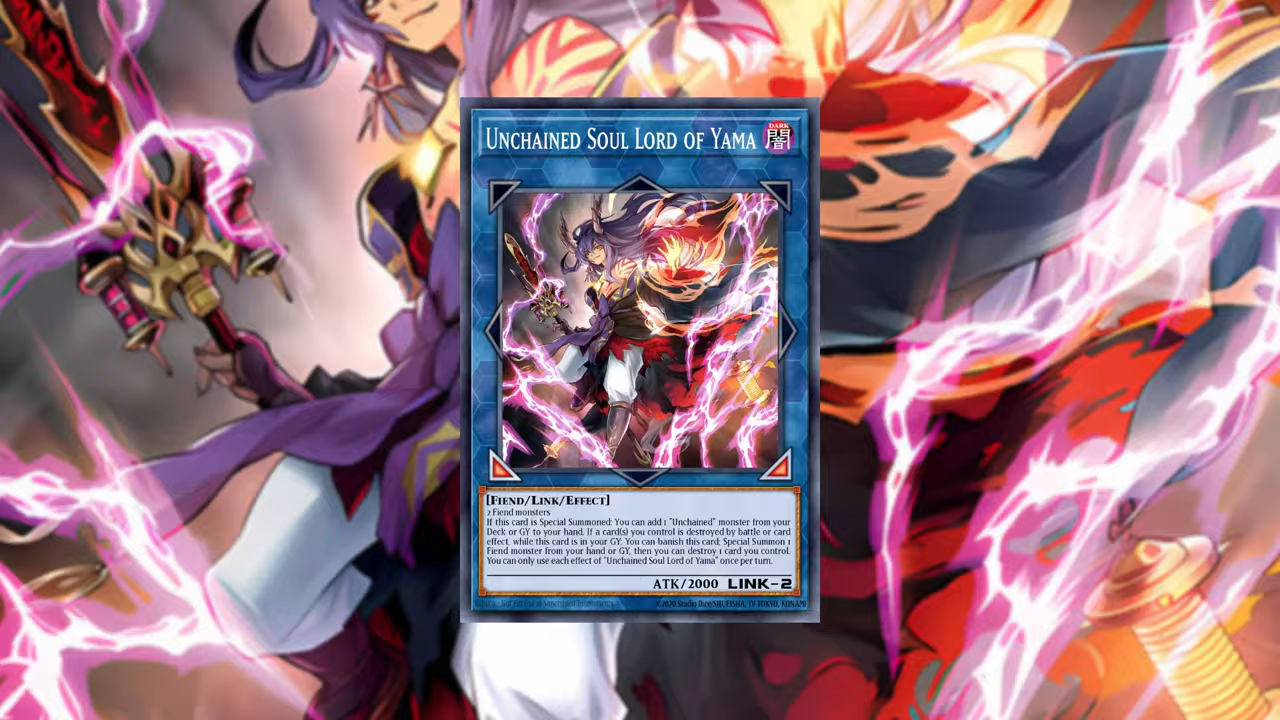 UNCHAINED SOUL LORD OF YAMA
DARK
闇
[FIEND/LINK/EFFECT]
2 Fiend monsters
If this card is Special Summoned: You can add 1 "Unchained" monster from your
Deck or GY to your hand. If a card(s) you control is destroyed by battle or card
effect, while this card is in your GY: You can banish this card; Special Summon 1
Fiend monster from your hand or GY, then you can destroy 1 card you control.
You can only use each effect of "Unchained Soul Lord of Yama" once per turn.
ATK/2000 LINK-2
©2020 Studio Dice/SHUEISHA, TV TOKYO, KONAMI